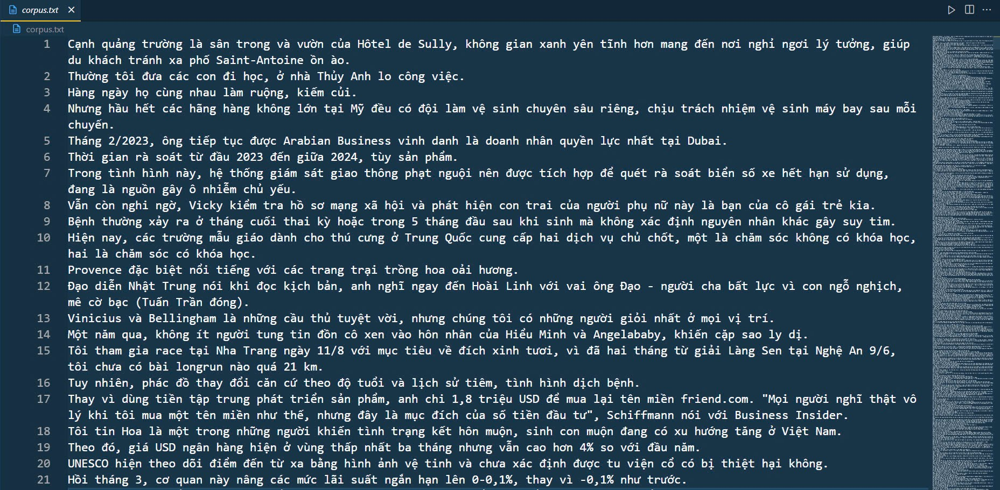 corpus.txt
corpus.txt
1 Cạnh quảng trường là sân trong và vườn của Hôtel de Sully, không gian xanh yên tĩnh hơn mang đến nơi nghỉ ngơi lý tưởng, giúp
du khách tránh xa phố Saint-Antoine ồn ào.
2 Thường tôi đưa các con đi học, ở nhà Thủy Anh lo công việc.
3 Hàng ngày họ cùng nhau làm ruộng, kiếm củi.
4 Nhưng hầu hết các hãng hàng không lớn tại Mỹ đều có đội làm vệ sinh chuyên sâu riêng, chịu trách nhiệm vệ sinh máy bay sau mỗi
chuyến.
5 Tháng 2/2023, ông tiếp tục được Arabian Business vinh danh là doanh nhân quyền lực nhất tại Dubai.
6 Thời gian rà soát từ đầu 2023 đến giữa 2024, tùy sản phẩm.
7 Trong tình hình này, hệ thống giám sát giao thông phạt nguội nên được tích hợp để quét rà soát biển số xe hết hạn sử dụng,
đang là nguồn gây ô nhiễm chủ yếu.
8 Vẫn còn nghi ngờ, Vicky kiểm tra hồ sơ mạng xã hội và phát hiện con trai của người phụ nữ này là bạn của cô gái trẻ kia.
9 Bệnh thường xảy ra ở tháng cuối thai kỳ hoặc trong 5 tháng đầu sau khi sinh mà không xác định nguyên nhân khác gây suy tim.
10 Hiện nay, các trường mẫu giáo dành cho thú cưng ở Trung Quốc cung cấp hai dịch vụ chủ chốt, một là chăm sóc không có khóa học,
hai là chăm sóc có khóa học.
11 Provence đặc biệt nổi tiếng với các trang trại trồng hoa oải hương.
12 Đạo diễn Nhật Trung nói khi đọc kịch bản, anh nghĩ ngay đến Hoài Linh với vai ông Đạo - người cha bất lực vì con ngỗ nghịch,
mê cờ bạc (Tuấn Trần đóng).
13 Vinicius và Bellingham là những cầu thủ tuyệt vời, nhưng chúng tôi có những người giỏi nhất ở mọi vị trí.
14 Một năm qua, không ít người tung tin đồn cô xen vào hôn nhân của Hiểu Minh và Angelababy, khiến cặp sao ly dị.
15 Tôi tham gia race tại Nha Trang ngày 11/8 với mục tiêu về đích xinh tươi, vì đã hai tháng từ giải Làng Sen tại Nghệ An 9/6,
tôi chưa có bài longrun nào quá 21 km.
16 Tuy nhiên, phác đồ thay đổi căn cứ theo độ tuổi và lịch sử tiêm, tình hình dịch bệnh.
17 Thay vì dùng tiền tập trung phát triển sản phẩm, anh chi 1,8 triệu USD để mua lại tên miền friend.com. "Mọi người nghĩ thật vô
lý khi tôi mua một tên miền như thế, nhưng đây là mục đích của số tiền đầu tư", Schiffmann nói với Business Insider.
18 Tôi tin Hoa là một trong những người khiến tình trạng kết hôn muộn, sinh con muộn đang có xu hướng tăng ở Việt Nam.
19 Theo đó, giá USD ngân hàng hiện ở vùng thấp nhất ba tháng nhưng vẫn cao hơn 4% so với đầu năm.
20 UNESCO hiện theo dõi điểm đến từ xa bằng hình ảnh vệ tinh và chưa xác định được tu viện cổ có bị thiệt hại không.
21 Hồi tháng 3, cơ quan này nâng các mức lãi suất ngắn hạn lên 0-0,1%, thay vì -0,1% như trước.